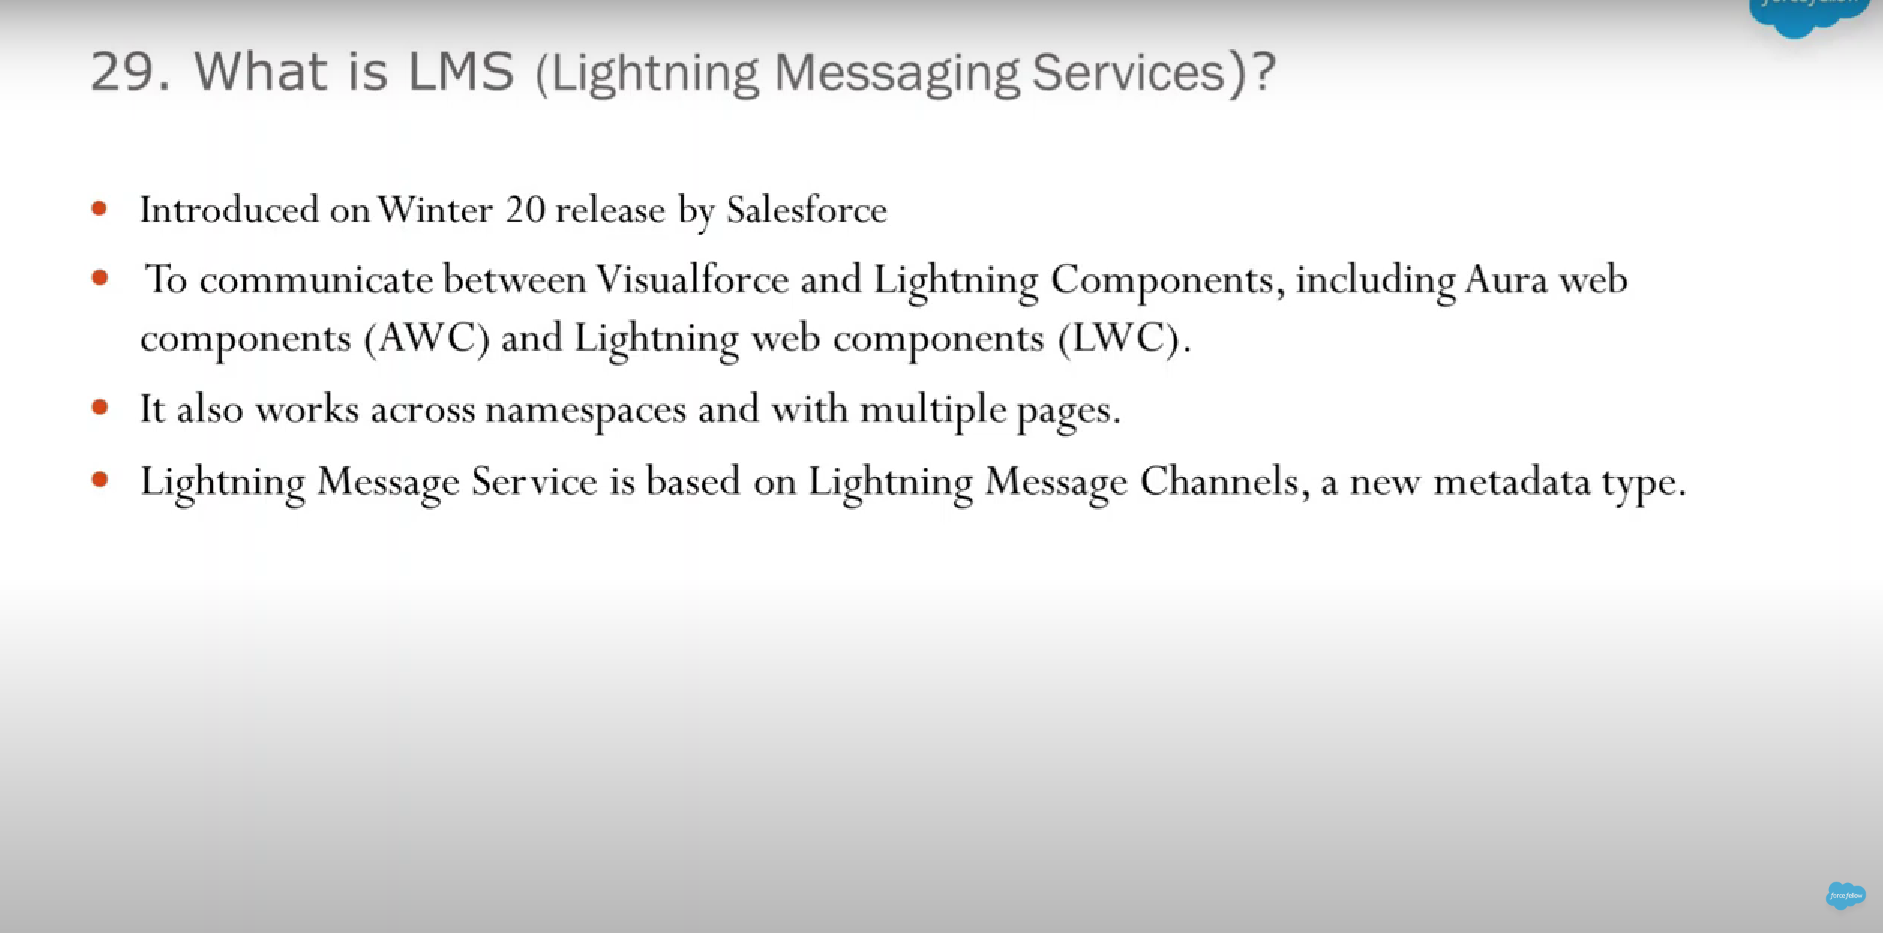 29. What is LMS (Lightning Messaging Services)?
• Introduced on Winter 20 release by Salesforce
• To communicate between Visualforce and Lightning Components, including Aura web
components (AWC) and Lightning web components (LWC).
• It also works across namespaces and with multiple pages.
• Lightning Message Service is based on Lightning Message Channels, a new metadata type.